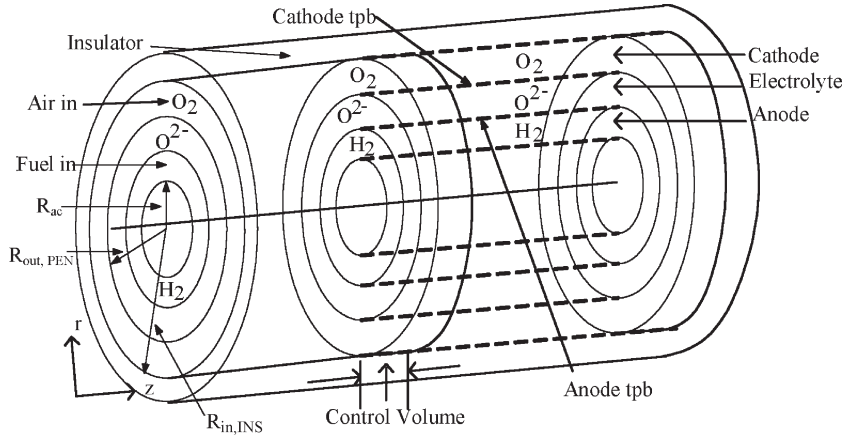 Cathode tpb
Insulator
O2
O2
Cathode
Air in
O2
Electrolyte
O2-
O2-
Anode
O2-
H2
H2
Fuel in
Rac
Rout, PEN
H2
r
z
Anode tpb
Rin,INS
Control Volume